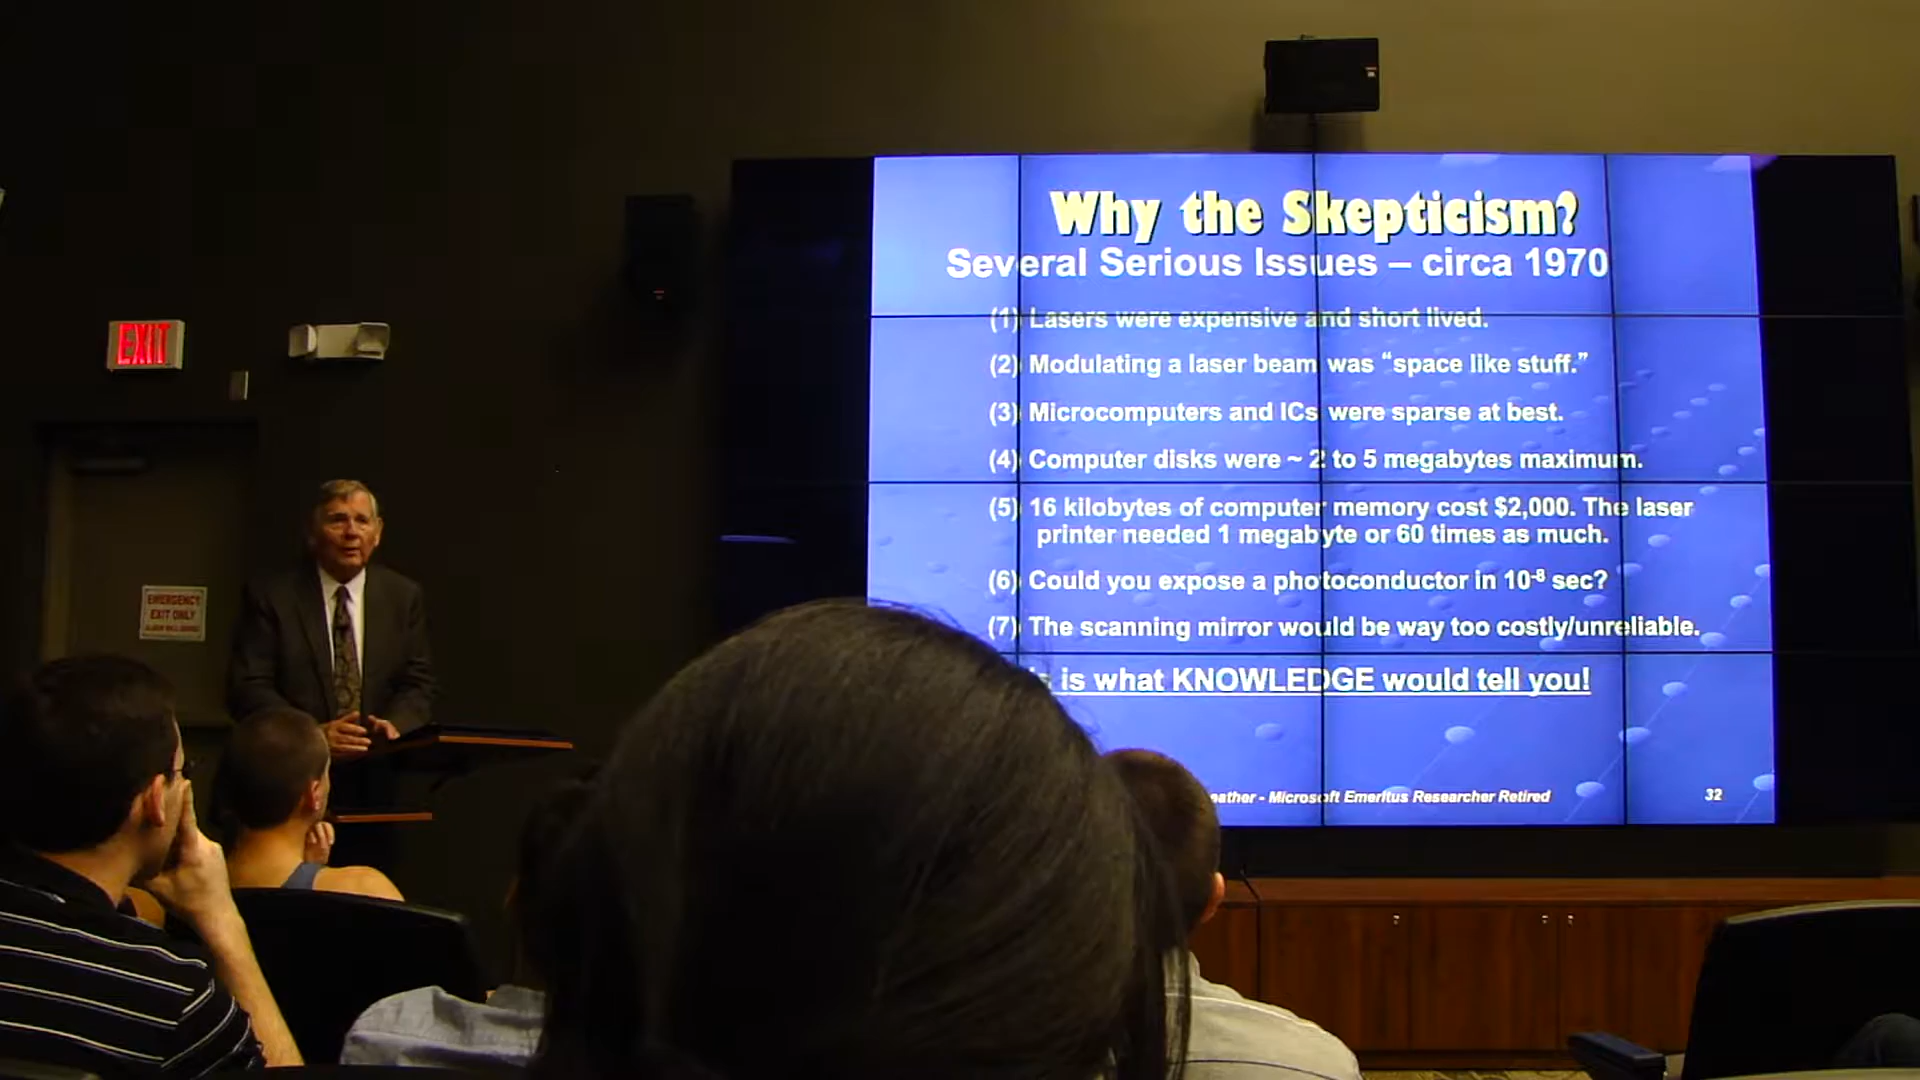 Why the Skepticism?
Several Serious Issues – circa 1970
(1) Lasers were expensive and short lived.
(2) Modulating a laser beam was “space like stuff.”
(3) Microcomputers and ICs were sparse at best.
(4) Computer disks were ~ 2 to 5 megabytes maximum.
(5) 16 kilobytes of computer memory cost $2,000. The laser
printer needed 1 megabyte or 60 times as much.
(6) Could you expose a photoconductor in 10⁻⁸ sec?
(7) The scanning mirror would be way too costly/unreliable.
is what KNOWLEDGE would tell you!
- Microsoft Emeritus Researcher Retired
32
EXIT
EMERGENCY
EXIT ONLY